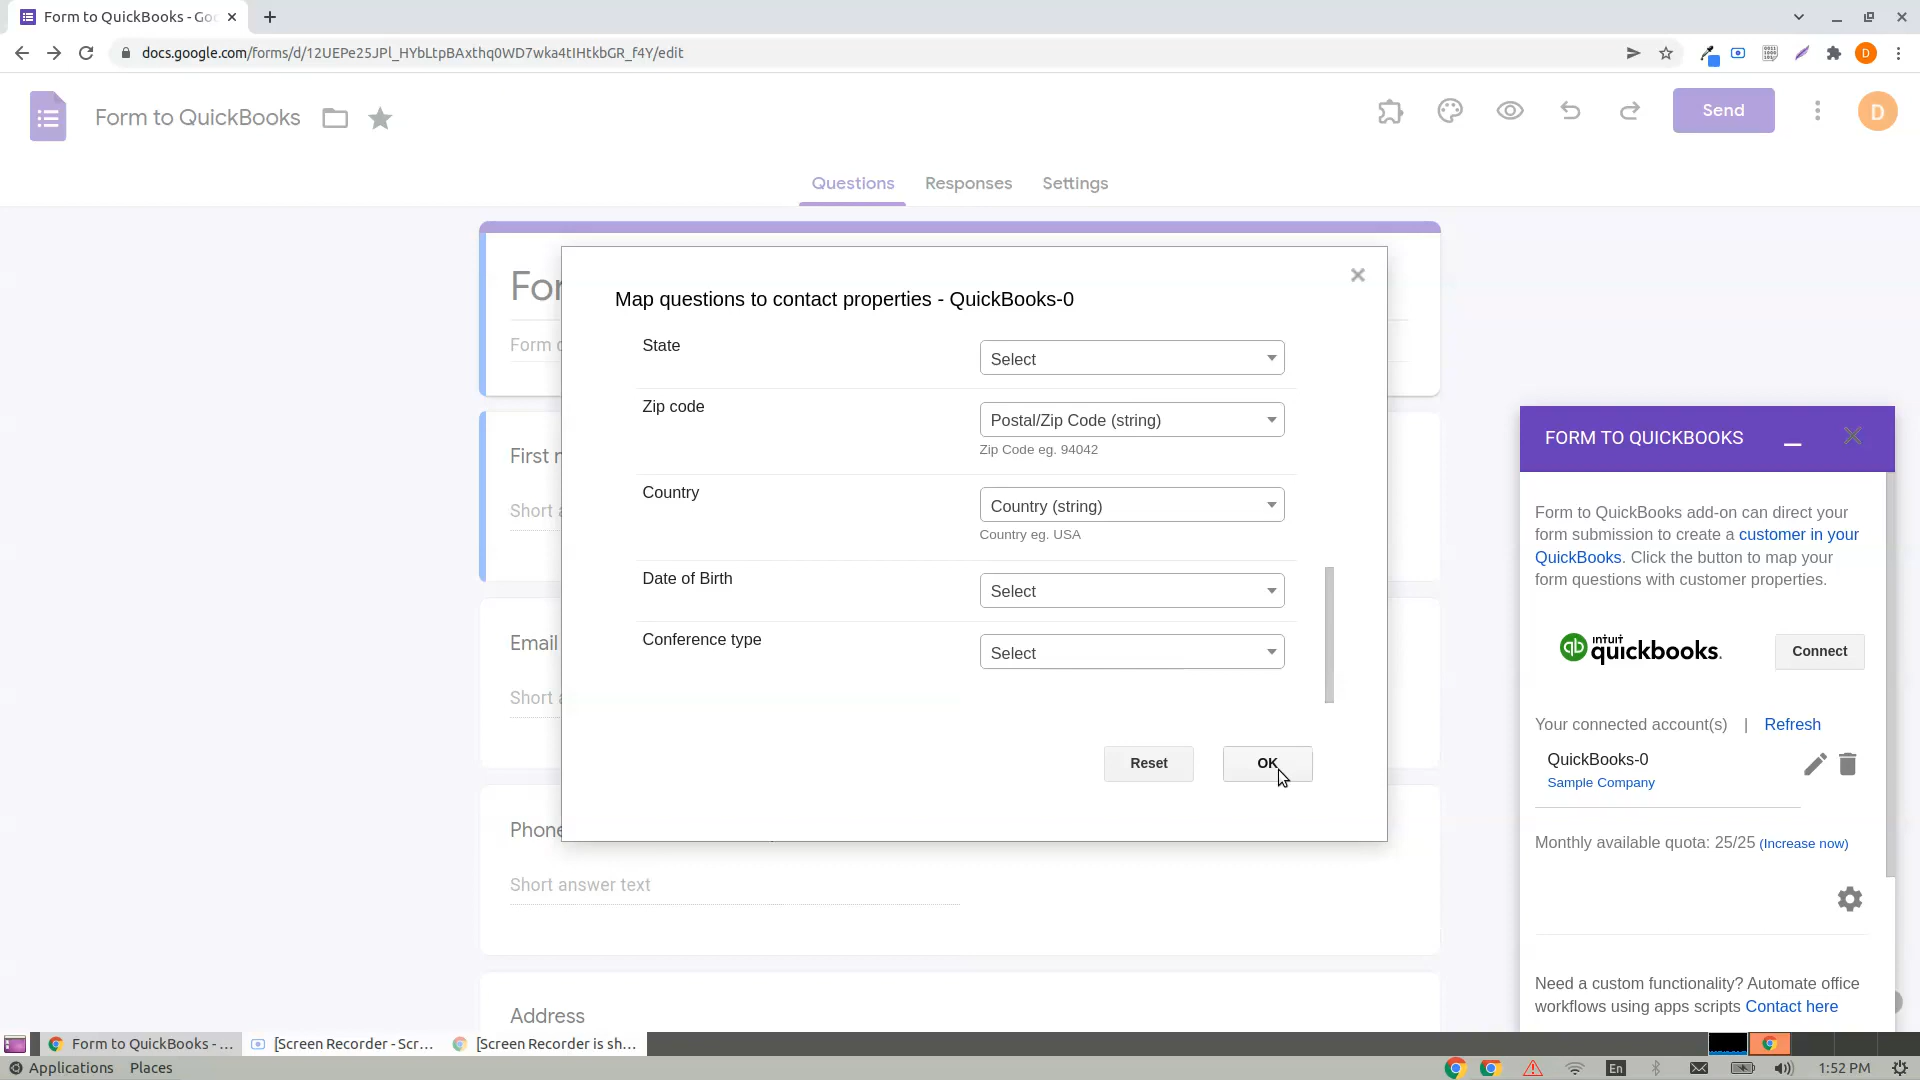 Form to QuickBooks - Goo
docs.google.com/forms/d/12UEPe25JPl_HYbLtpBAxthq0WD7wka4tIHtkbGR_f4Y/edit
D
Form to QuickBooks
Send
D
Questions Responses Settings
For
Form
First
Short
Email
Short
Phone
Short answer text
Address
Map questions to contact properties - QuickBooks-0
State
Select
Zip code
Postal/Zip Code (string)
Zip Code eg. 94042
Country
Country (string)
Country eg. USA
Date of Birth
Select
Conference type
Select
Reset
OK
FORM TO QUICKBOOKS
Form to QuickBooks add-on can direct your
form submission to create a customer in your
QuickBooks. Click the button to map your
form questions with customer properties.
qb intuit quickbooks.
Connect
Your connected account(s) | Refresh
QuickBooks-0
Sample Company
Monthly available quota: 25/25 (Increase now)
Need a custom functionality? Automate office
workflows using apps scripts Contact here
Form to QuickBooks - ... [Screen Recorder - Scr... [Screen Recorder is sh...
Applications Places En 1:52 PM